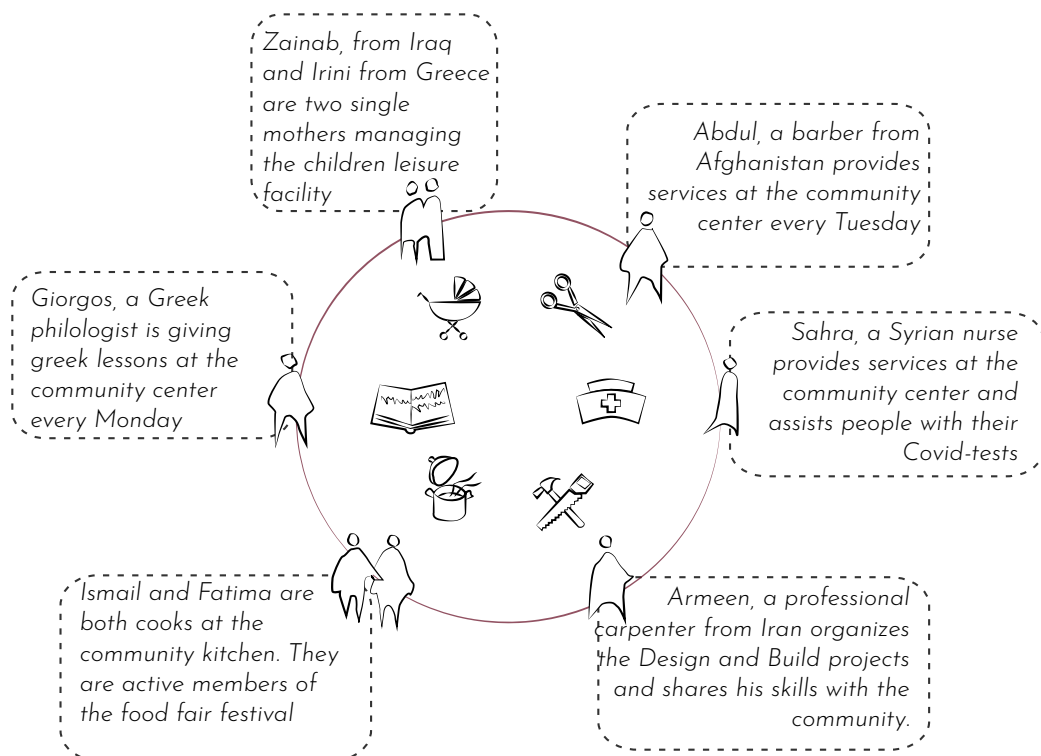 Zainab, from Iraq
and Irini from Greece
are two single
mothers managing
the children leisure
facility
Abdul, a barber from
Afghanistan provides
services at the community
center every Tuesday
Giorgos, a Greek
philologist is giving
greek lessons at the
community center
every Monday
Sahra, a Syrian nurse
provides services at the
community center and
assists people with their
Covid-tests
Ismail and Fatima are
both cooks at the
community kitchen. They
are active members of
the food fair festival
Armeen, a professional
carpenter from Iran organizes
the Design and Build projects
and shares his skills with the
community.